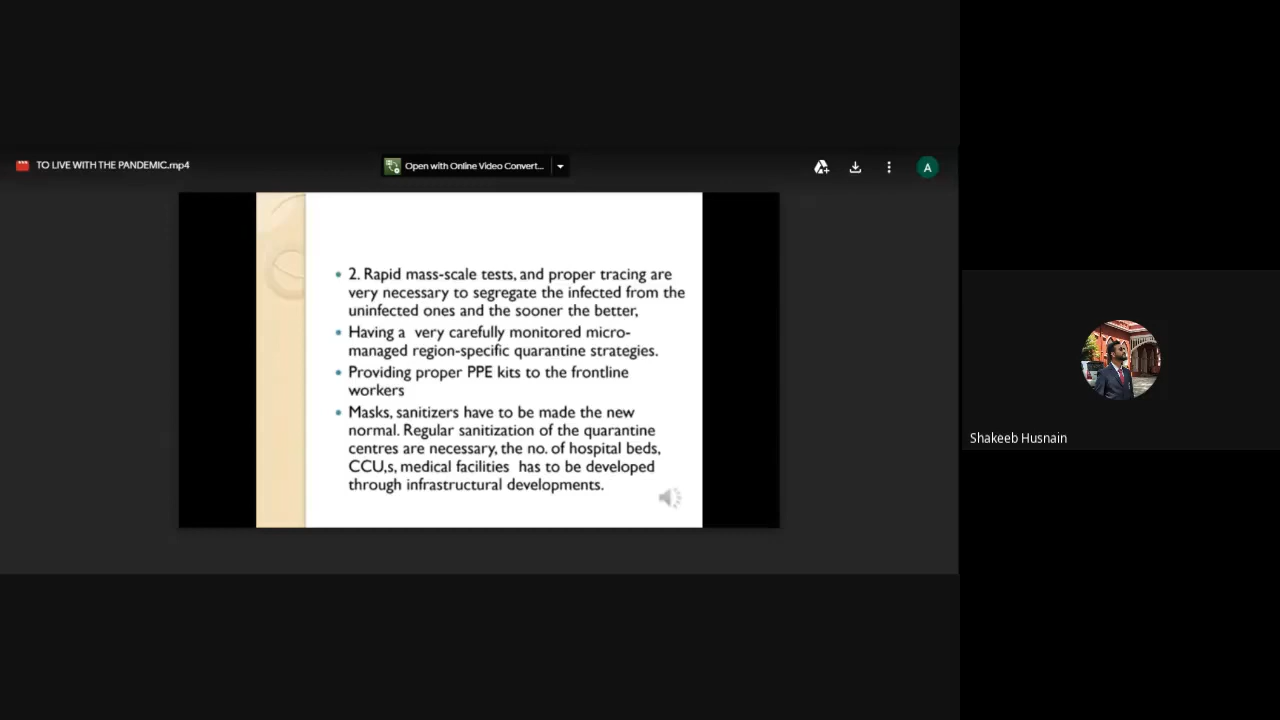 TO LIVE WITH THE PANDEMIC.mp4
Open with Online Video Convert...
A
• 2. Rapid mass-scale tests, and proper tracing are
very necessary to segregate the infected from the
uninfected ones and the sooner the better,
• Having a very carefully monitored micro-
managed region-specific quarantine strategies.
• Providing proper PPE kits to the frontline
workers
• Masks, sanitizers have to be made the new
normal. Regular sanitization of the quarantine
centres are necessary, the no. of hospital beds,
CCU,s, medical facilities has to be developed
through infrastructural developments.
Shakeeb Husnain